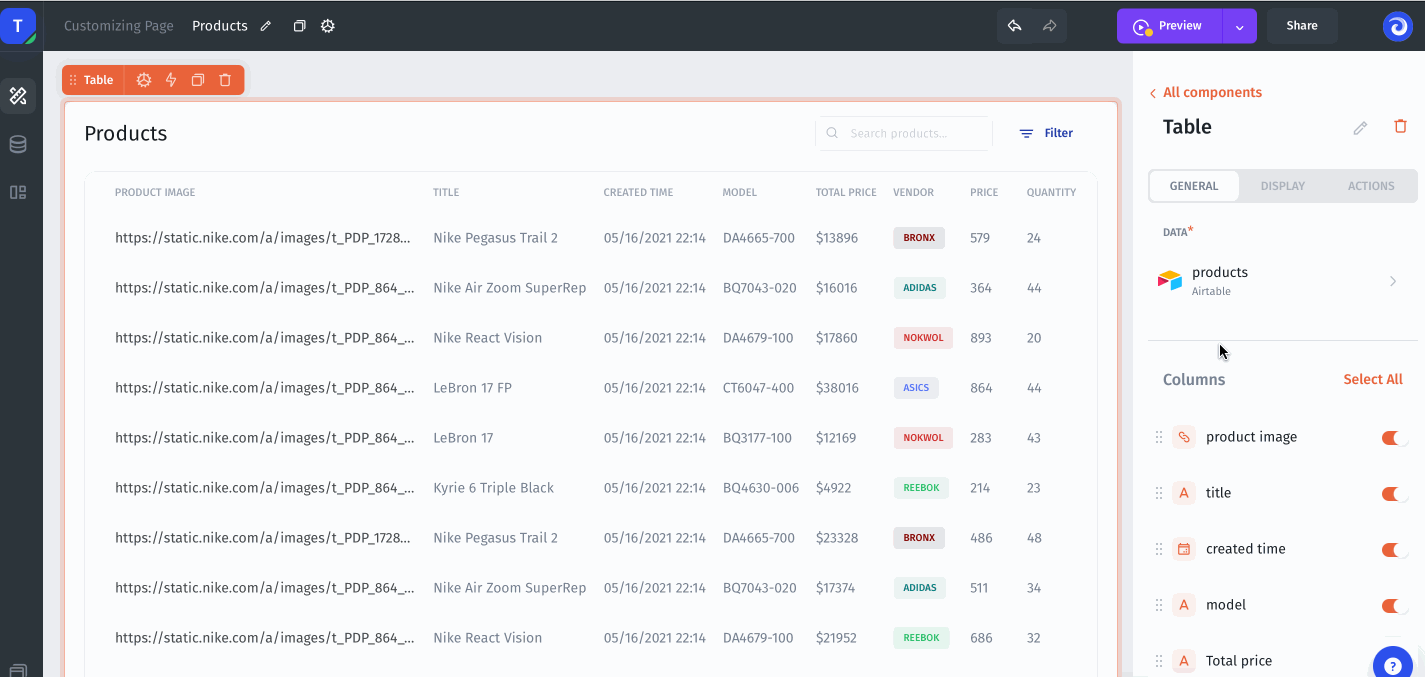 T
Customizing Page Products
Preview
Share
Table
Products
Search products...
Filter
PRODUCT IMAGE TITLE CREATED TIME MODEL TOTAL PRICE VENDOR PRICE QUANTITY
https://static.nike.com/a/images/t_PDP_1728... Nike Pegasus Trail 2 05/16/2021 22:14 DA4665-700 $13896 BRONX 579 24
https://static.nike.com/a/images/t_PDP_864_... Nike Air Zoom SuperRep 05/16/2021 22:14 BQ7043-020 $16016 ADIDAS 364 44
https://static.nike.com/a/images/t_PDP_864_... Nike React Vision 05/16/2021 22:14 DA4679-100 $17860 NOKWOL 893 20
https://static.nike.com/a/images/t_PDP_864_... LeBron 17 FP 05/16/2021 22:14 CT6047-400 $38016 ASICS 864 44
https://static.nike.com/a/images/t_PDP_864_... LeBron 17 05/16/2021 22:14 BQ3177-100 $12169 NOKWOL 283 43
https://static.nike.com/a/images/t_PDP_864_... Kyrie 6 Triple Black 05/16/2021 22:14 BQ4630-006 $4922 REEBOK 214 23
https://static.nike.com/a/images/t_PDP_1728... Nike Pegasus Trail 2 05/16/2021 22:14 DA4665-700 $23328 BRONX 486 48
https://static.nike.com/a/images/t_PDP_864_... Nike Air Zoom SuperRep 05/16/2021 22:14 BQ7043-020 $17374 ADIDAS 511 34
https://static.nike.com/a/images/t_PDP_864_... Nike React Vision 05/16/2021 22:14 DA4679-100 $21952 REEBOK 686 32
All components
Table
GENERAL DISPLAY ACTIONS
DATA*
products
Airtable
Columns Select All
product image
A title
created time
A model
A Total price
?